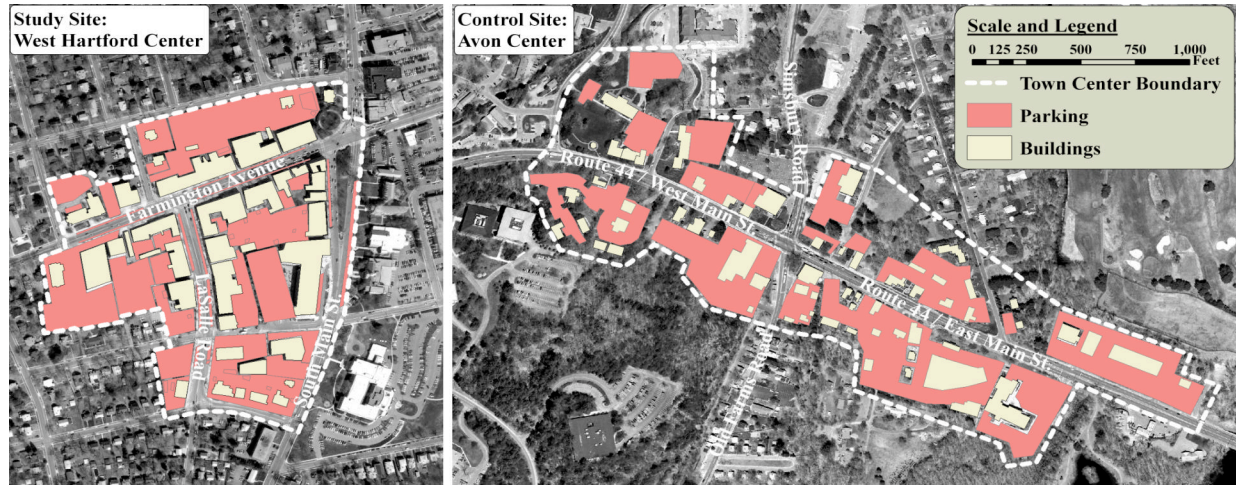 Study Site:
West Hartford Center
Farmington Avenue
LaSalle Road
South Main St.
Control Site:
Avon Center
Simsbury Road
Route 44 / West Main St.
Route 44 / East Main St.
Scale and Legend
0 125 250 500 750 1,000
Feet
Town Center Boundary
Parking
Buildings